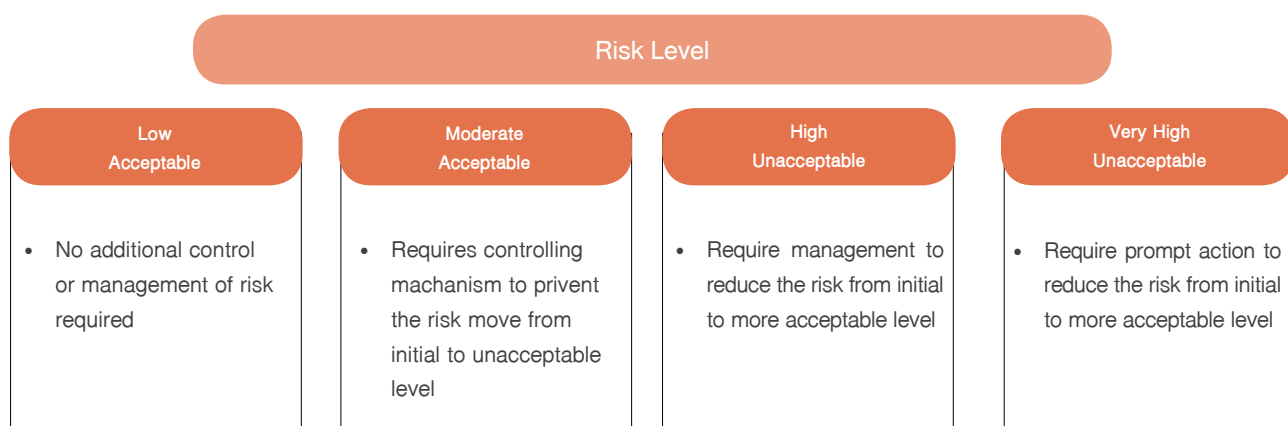 Risk Level
Low
Acceptable
• No additional control
or management of risk
required
Moderate
Acceptable
• Requires controlling
machanism to privent
the risk move from
initial to unacceptable
level
High
Unacceptable
• Require management to
reduce the risk from initial
to more acceptable level
Very High
Unacceptable
• Require prompt action to
reduce the risk from initial
to more acceptable level